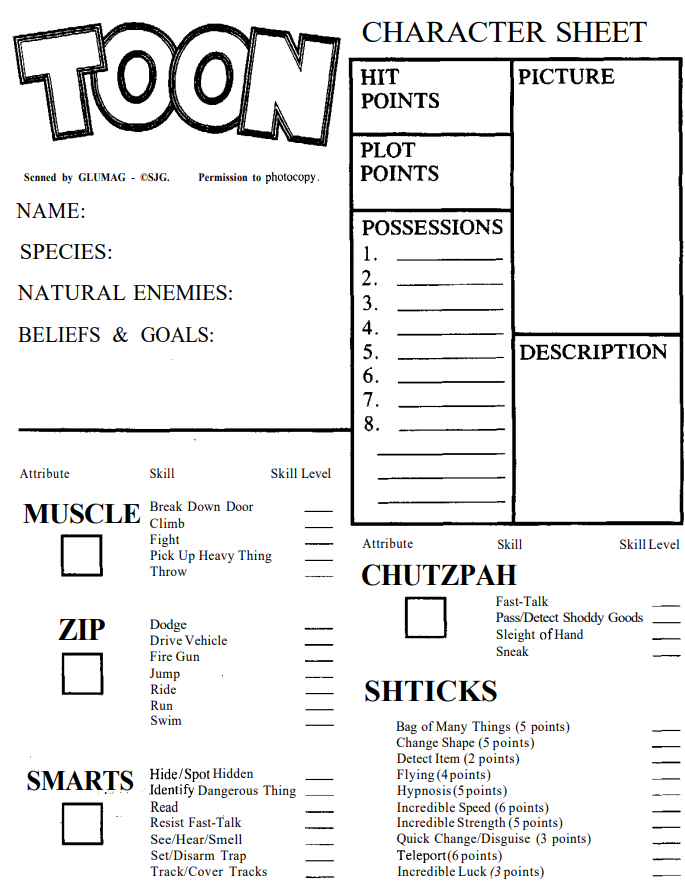 TOON
CHARACTER SHEET
Scnned by GLUMAG - ©SJG. Permission to photocopy.
NAME:
SPECIES:
NATURAL ENEMIES:
BELIEFS & GOALS:
HIT
POINTS
PLOT
POINTS
POSSESSIONS
1.
2.
3.
4.
5.
6.
7.
8.
PICTURE
DESCRIPTION
Attribute Skill Skill Level
MUSCLE
Break Down Door
Climb
Fight
Pick Up Heavy Thing
Throw
ZIP
Dodge
Drive Vehicle
Fire Gun
Jump
Ride
Run
Swim
SMARTS
Hide/Spot Hidden
Identify Dangerous Thing
Read
Resist Fast-Talk
See/Hear/Smell
Set/Disarm Trap
Track/Cover Tracks
Attribute Skill Skill Level
CHUTZPAH
Fast-Talk
Pass/Detect Shoddy Goods
Sleight of Hand
Sneak
SHTICKS
Bag of Many Things (5 points)
Change Shape (5 points)
Detect Item (2 points)
Flying (4 points)
Hypnosis (5 points)
Incredible Speed (6 points)
Incredible Strength (5 points)
Quick Change/Disguise (3 points)
Teleport (6 points)
Incredible Luck (3 points)